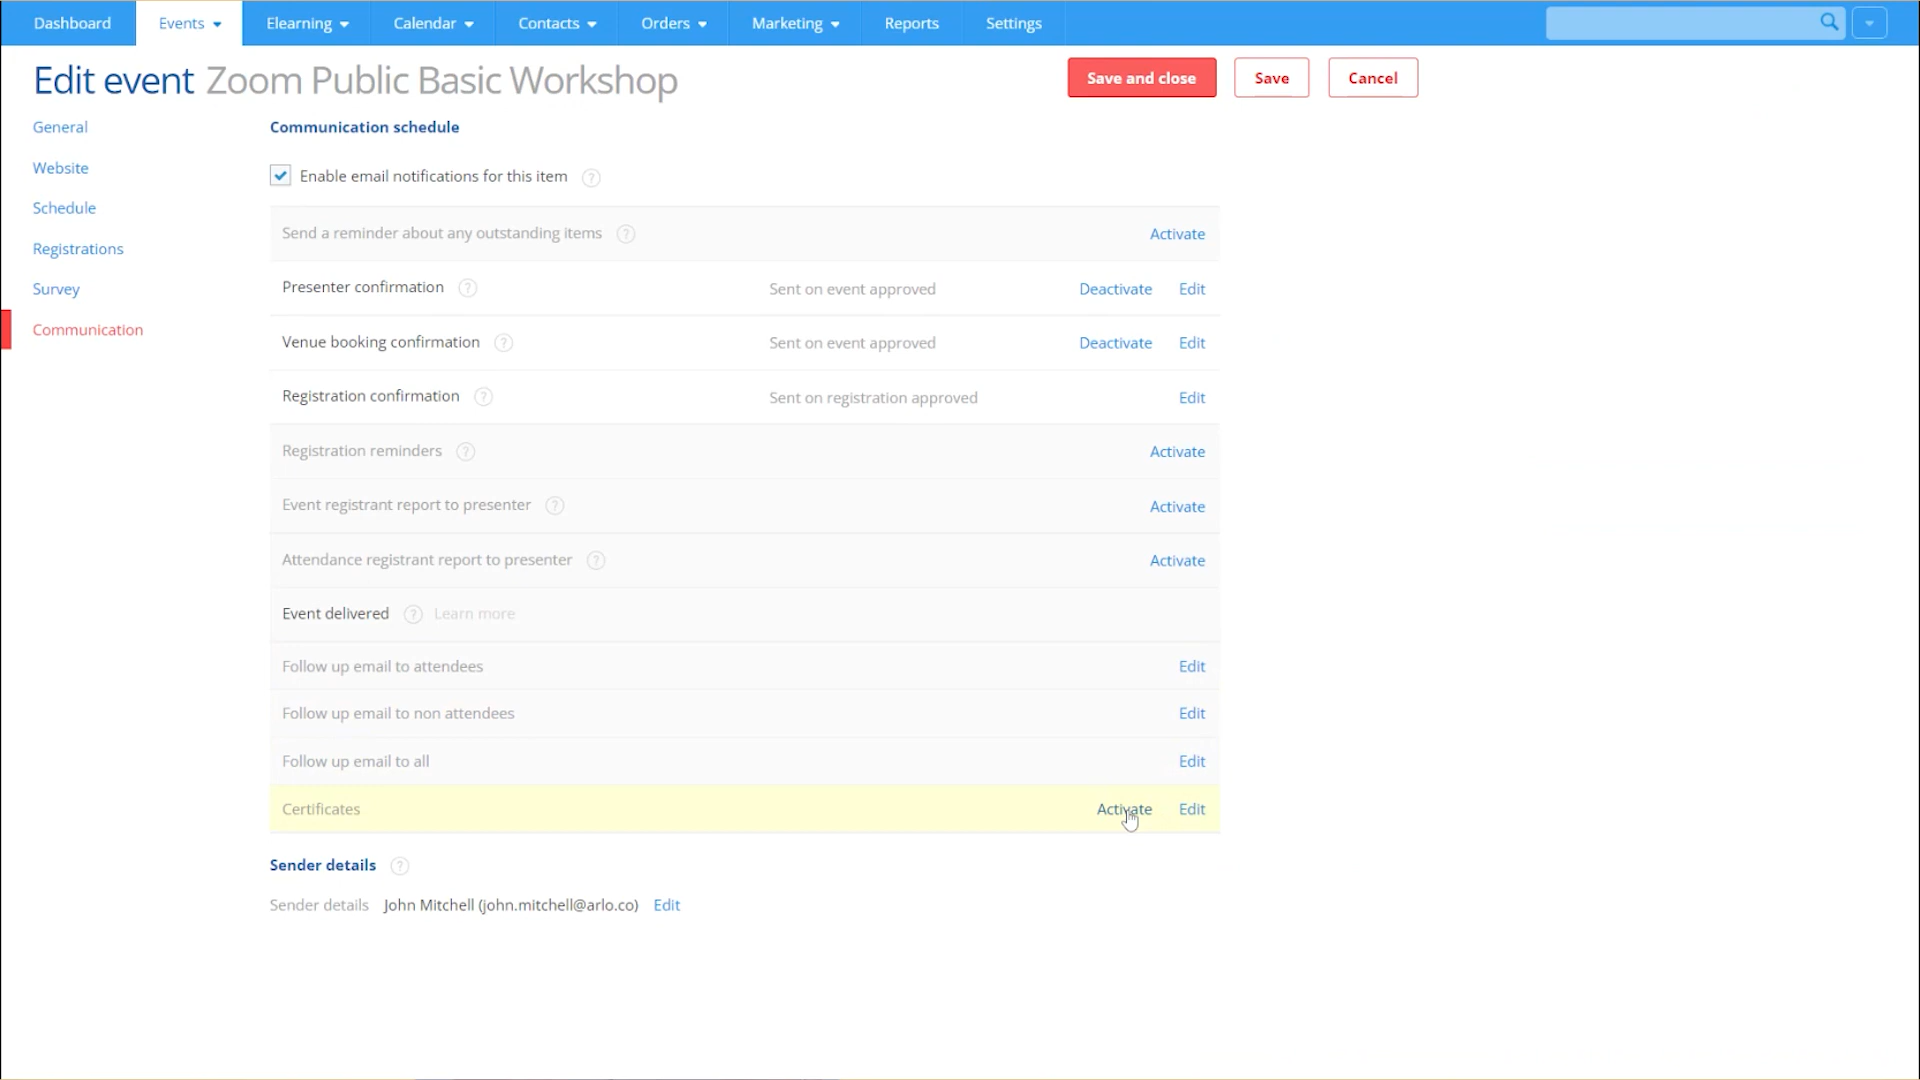 Dashboard Events Elearning Calendar Contacts Orders Marketing Reports Settings
Edit event Zoom Public Basic Workshop
Save and close Save Cancel
General
Website
Schedule
Registrations
Survey
Communication
Communication schedule
Enable email notifications for this item ?
Send a reminder about any outstanding items ? Activate
Presenter confirmation ? Sent on event approved Deactivate Edit
Venue booking confirmation ? Sent on event approved Deactivate Edit
Registration confirmation ? Sent on registration approved Edit
Registration reminders ? Activate
Event registrant report to presenter ? Activate
Attendance registrant report to presenter ? Activate
Event delivered ? Learn more
Follow up email to attendees Edit
Follow up email to non attendees Edit
Follow up email to all Edit
Certificates Activate Edit
Sender details ?
Sender details John Mitchell (john.mitchell@arlo.co) Edit